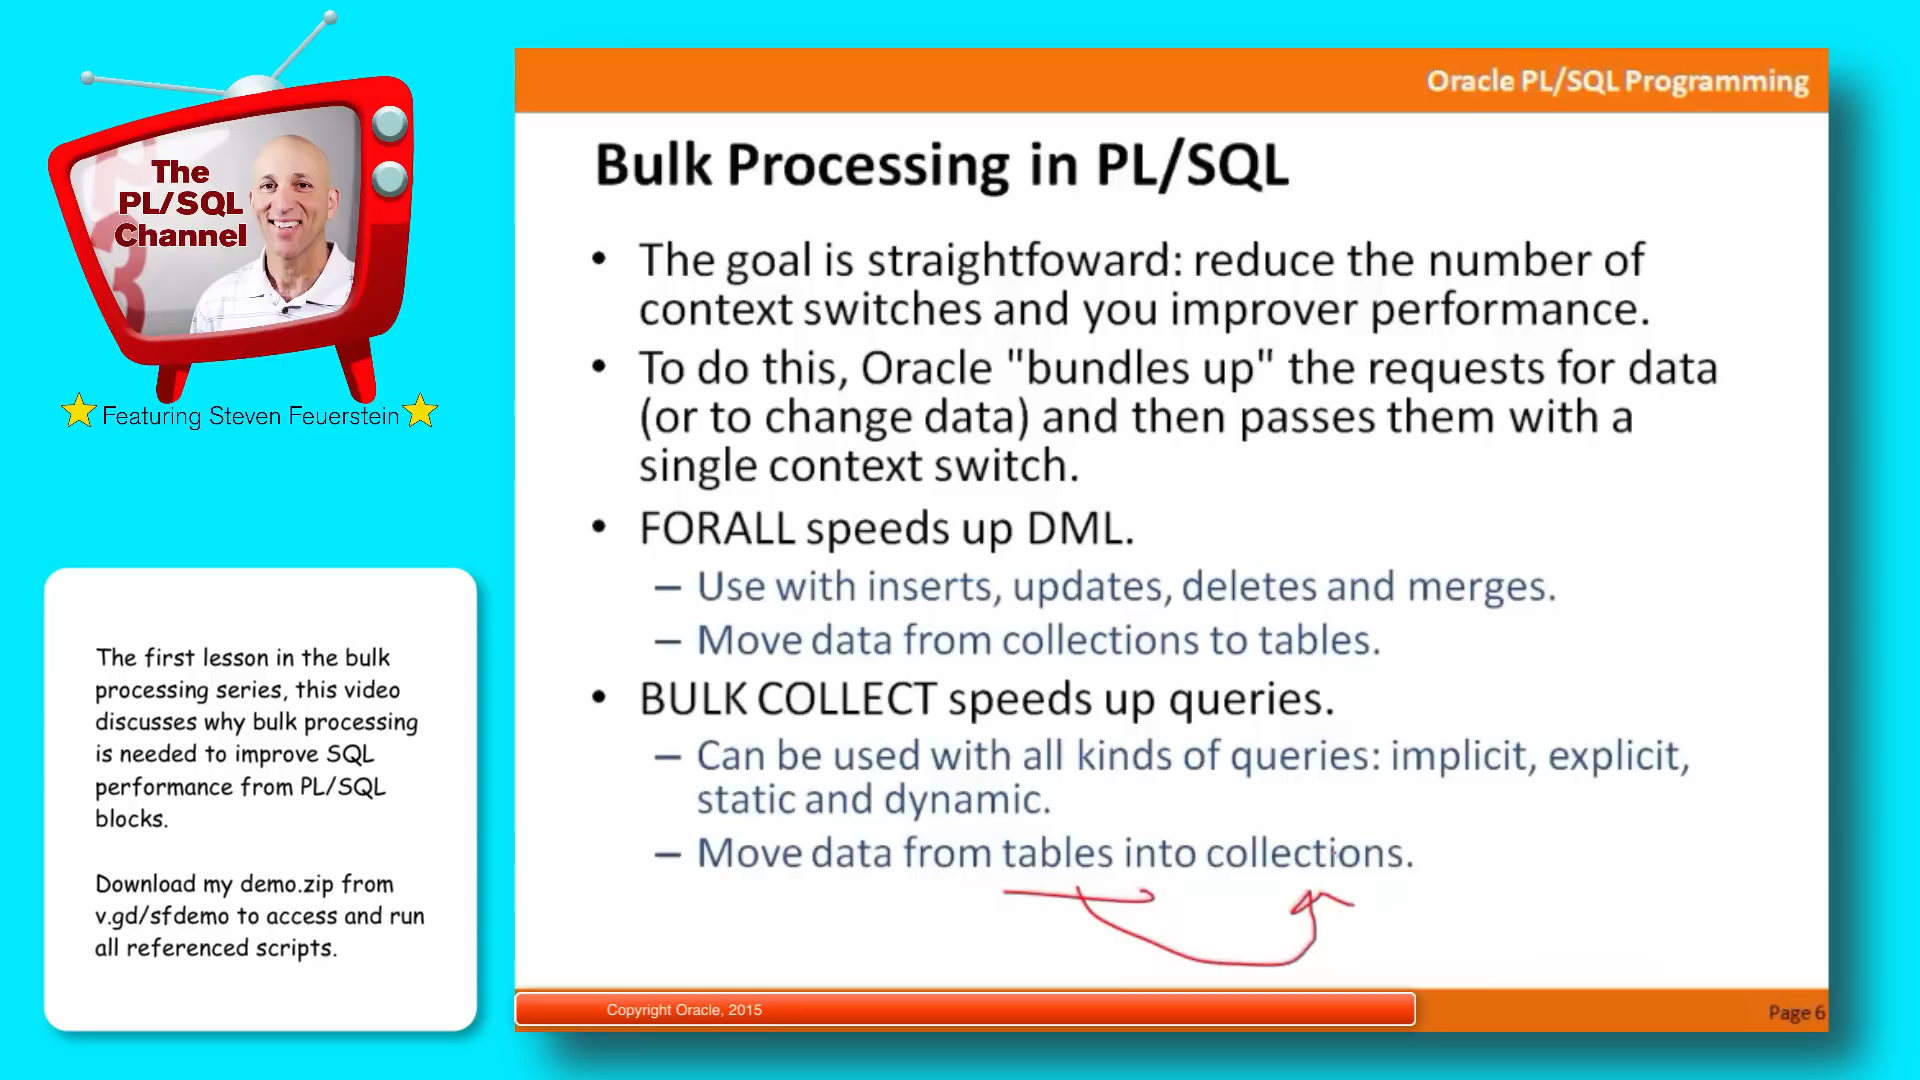 The
PL/SQL
Channel
Featuring Steven Feuerstein
The first lesson in the bulk
processing series, this video
discusses why bulk processing
is needed to improve SQL
performance from PL/SQL
blocks.
Download my demo.zip from
v.gd/sfdemo to access and run
all referenced scripts.
Oracle PL/SQL Programming
Bulk Processing in PL/SQL
• The goal is straightfoward: reduce the number of
context switches and you improver performance.
• To do this, Oracle "bundles up" the requests for data
(or to change data) and then passes them with a
single context switch.
• FORALL speeds up DML.
– Use with inserts, updates, deletes and merges.
– Move data from collections to tables.
• BULK COLLECT speeds up queries.
– Can be used with all kinds of queries: implicit, explicit,
static and dynamic.
– Move data from tables into collections.
Copyright Oracle, 2015
Page 6